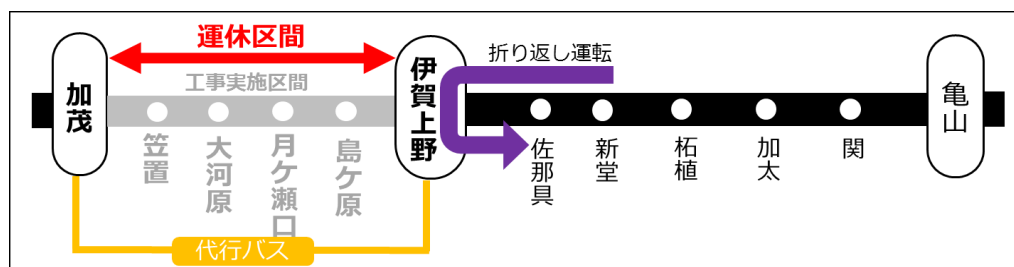 運休区間
折り返し運転
工事実施区間
加茂
笠置
大河原
月ケ瀬口
島ケ原
伊賀上野
佐那具
新堂
柘植
加太
関
亀山
代行バス